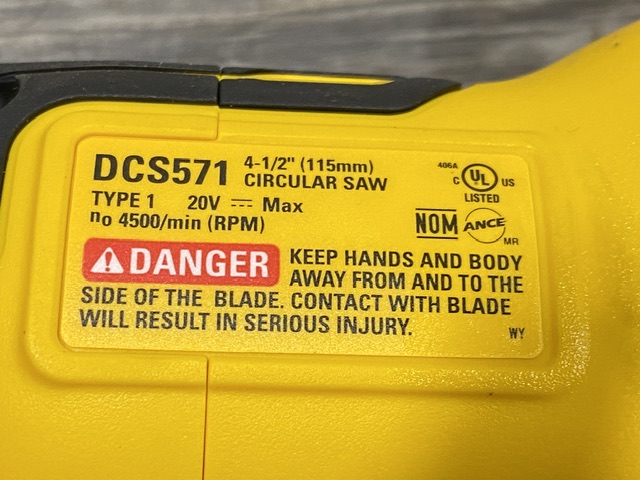 DCS571 4-1/2" (115mm)
CIRCULAR SAW
TYPE 1 20V ⎓ Max
no 4500/min (RPM)
406A
C UL US
LISTED
NOM ANCE
MR
DANGER KEEP HANDS AND BODY
AWAY FROM AND TO THE
SIDE OF THE BLADE. CONTACT WITH BLADE
WILL RESULT IN SERIOUS INJURY.
WY